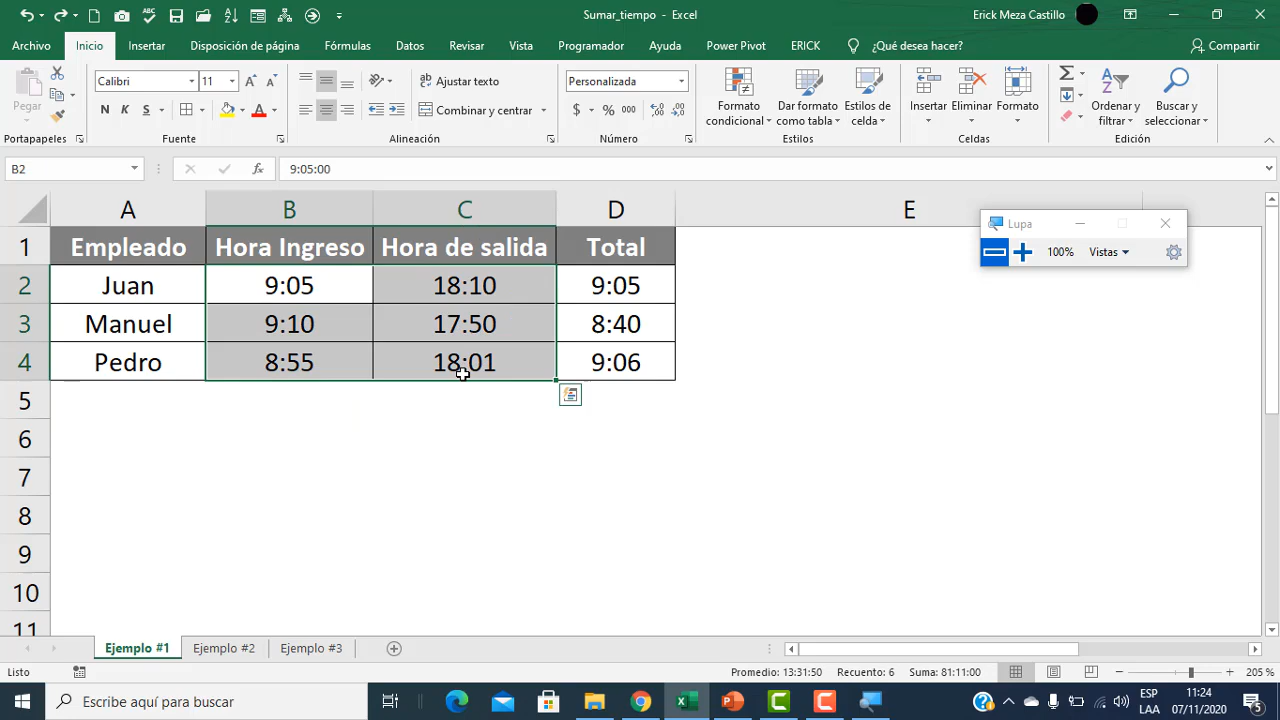 Sumar_tiempo - Excel
Erick Meza Castillo
Archivo Inicio Insertar Disposición de página Fórmulas Datos Revisar Vista Programador Ayuda Power Pivot ERICK ¿Qué desea hacer? Compartir
Pegar
Calibri 11
N K S
Ajustar texto
Combinar y centrar
Personalizada
$ % 000
Formato condicional
Dar formato como tabla
Estilos de celda
Insertar
Eliminar
Formato
Ordenar y filtrar
Buscar y seleccionar
Portapapeles Fuente Alineación Número Estilos Celdas Edición
B2 fx 9:05:00
A B C D E
Lupa
100% Vistas
1 Empleado Hora Ingreso Hora de salida Total
2 Juan 9:05 18:10 9:05
3 Manuel 9:10 17:50 8:40
4 Pedro 8:55 18:01 9:06
5
6
7
8
9
10
11
Ejemplo #1 Ejemplo #2 Ejemplo #3
Listo Promedio: 13:31:50 Recuento: 6 Suma: 81:11:00 205 %
Escribe aquí para buscar
ESP
LAA
11:24
07/11/2020
5